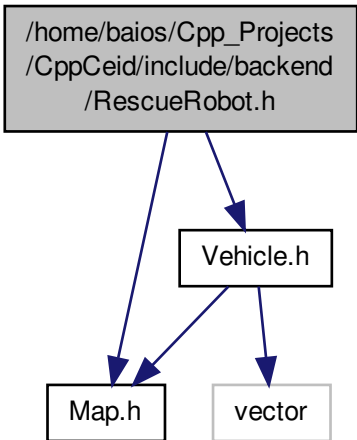 /home/baios/Cpp_Projects
/CppCeid/include/backend
/RescueRobot.h
Vehicle.h
Map.h
vector